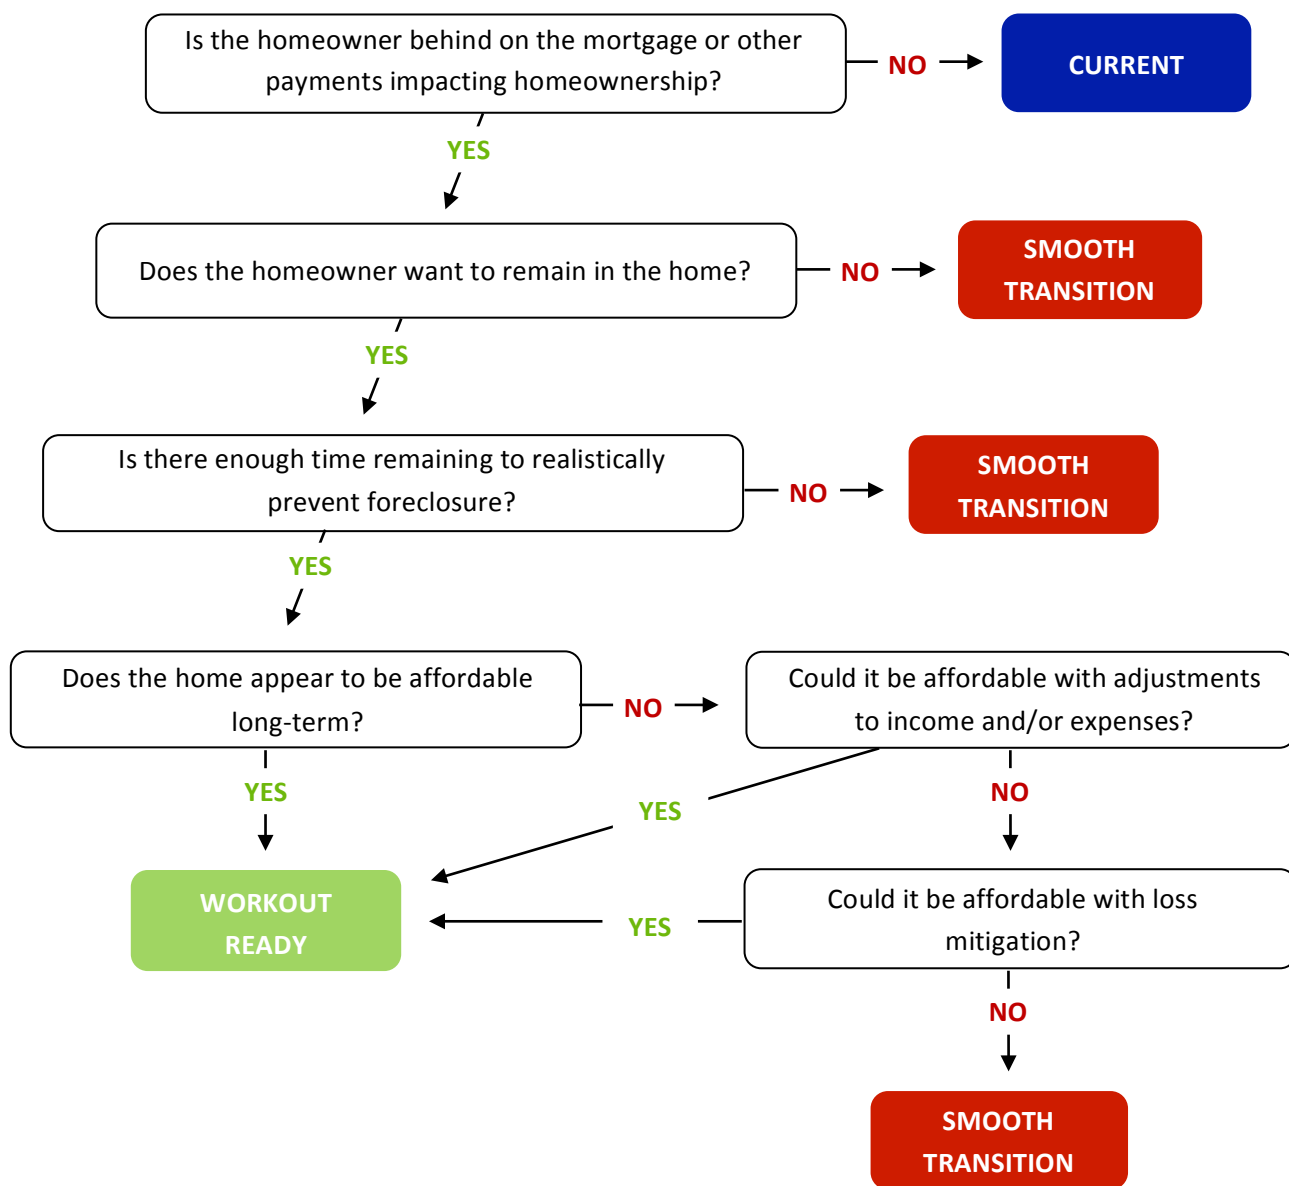 Is the homeowner behind on the mortgage or other
payments impacting homeownership?
NO
CURRENT
YES
Does the homeowner want to remain in the home?
NO
SMOOTH
TRANSITION
YES
Is there enough time remaining to realistically
prevent foreclosure?
NO
SMOOTH
TRANSITION
YES
Does the home appear to be affordable
long-term?
NO
Could it be affordable with adjustments
to income and/or expenses?
YES
YES
NO
WORKOUT
READY
YES
Could it be affordable with loss
mitigation?
NO
SMOOTH
TRANSITION